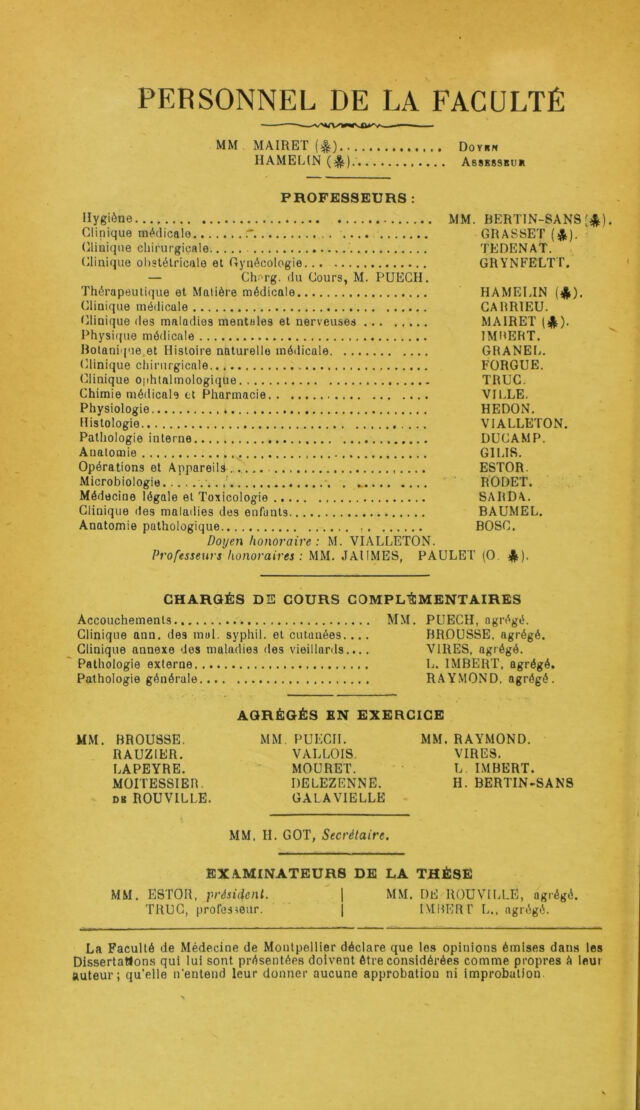 PERSONNEL DE LA FACULTÉ
MM. MAIRET (✤).............. DOYEN
HAMELIN (✤)............. ASSESSEUR
PROFESSEURS :
Hygiène........................................ MM. BERTIN-SANS (✤).
Clinique médicale................................ GRASSET (✤).
Clinique chirurgicale............................. TEDENAT.
Clinique obstétricale et Gynécologie................ GRYNFELTT.
— Charg. du Cours, M. PUECH.
Thérapeutique et Matière médicale.................. HAMELIN (✤).
Clinique médicale ................................ CARRIEU.
Clinique des maladies mentales et nerveuses ......... MAIRET (✤).
Physique médicale ................................ IMBERT.
Botanique et Histoire naturelle médicale. ........... GRANEL.
Clinique chirurgicale............................. FORGUE.
Clinique ophtalmologique.......................... TRUC.
Chimie médicale et Pharmacie...................... VILLE.
Physiologie...................................... HEDON.
Histologie....................................... VIALLETON.
Pathologie interne................................ DUCAMP.
Anatomie ........................................ GILIS.
Opérations et Appareils........................... ESTOR.
Microbiologie.................................... RODET.
Médecine légale et Toxicologie ..................... SARDA.
Clinique des maladies des enfants................... BAUMEL.
Anatomie pathologique............................. BOSC.
Doyen honoraire : M. VIALLETON.
Professeurs honoraires : MM. JAUMES, PAULET (O. ✤).
CHARGÉS DE COURS COMPLÉMENTAIRES
Accouchements............................. MM. PUECH, agrégé.
Clinique ann. des mal. syphil. et cutanées.... BROUSSE, agrégé.
Clinique annexe des maladies des vieillards.... VIRES, agrégé.
Pathologie externe......................... L. IMBERT, agrégé.
Pathologie générale........................ RAYMOND, agrégé.
AGRÉGÉS EN EXERCICE
MM. BROUSSE. MM. PUECH. MM. RAYMOND.
RAUZIER. VALLOIS. VIRES.
LAPEYRE. MOURET. L. IMBERT.
MOITESSIER. DELEZENNE. H. BERTIN-SANS
DE ROUVILLE. GALAVIELLE
MM. H. GOT, Secrétaire.
EXAMINATEURS DE LA THÈSE
MM. ESTOR, président. | MM. DE ROUVILLE, agrégé.
TRUC, professeur. | IMBERT L., agrégé.
La Faculté de Médecine de Montpellier déclare que les opinions émises dans les
Dissertations qui lui sont présentées doivent être considérées comme propres à leur
auteur ; qu'elle n'entend leur donner aucune approbation ni improbation.